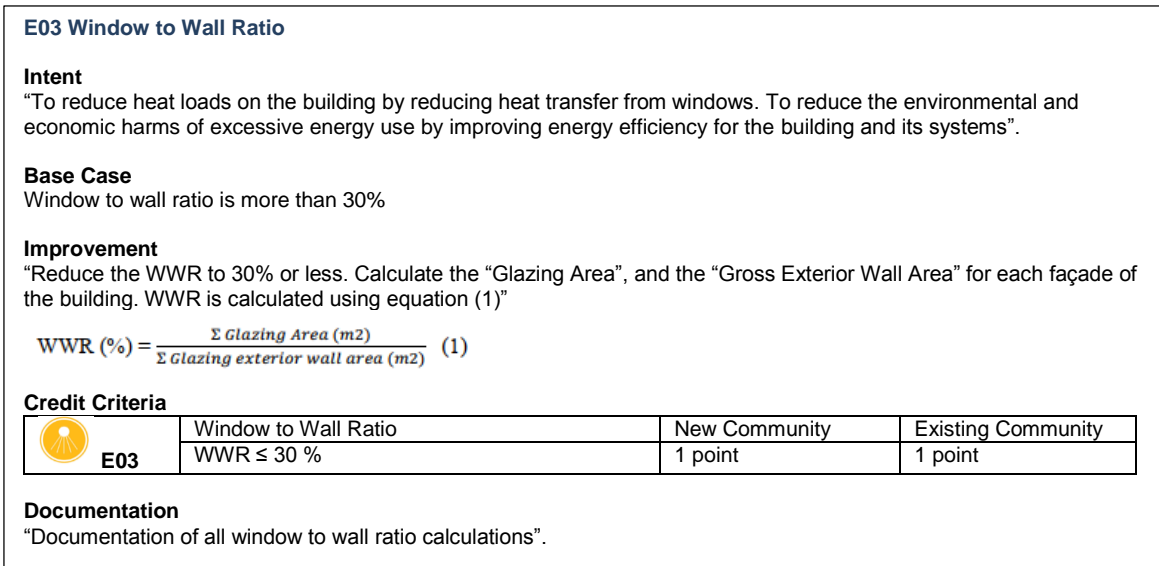 E03 Window to Wall Ratio
Intent
“To reduce heat loads on the building by reducing heat transfer from windows. To reduce the environmental and
economic harms of excessive energy use by improving energy efficiency for the building and its systems”.
Base Case
Window to wall ratio is more than 30%
Improvement
“Reduce the WWR to 30% or less. Calculate the “Glazing Area”, and the “Gross Exterior Wall Area” for each façade of
the building. WWR is calculated using equation (1)”
WWR (%) = Σ Glazing Area (m2) / Σ Glazing exterior wall area (m2) (1)
Credit Criteria
E03 Window to Wall Ratio New Community Existing Community
WWR ≤ 30 % 1 point 1 point
Documentation
“Documentation of all window to wall ratio calculations”.